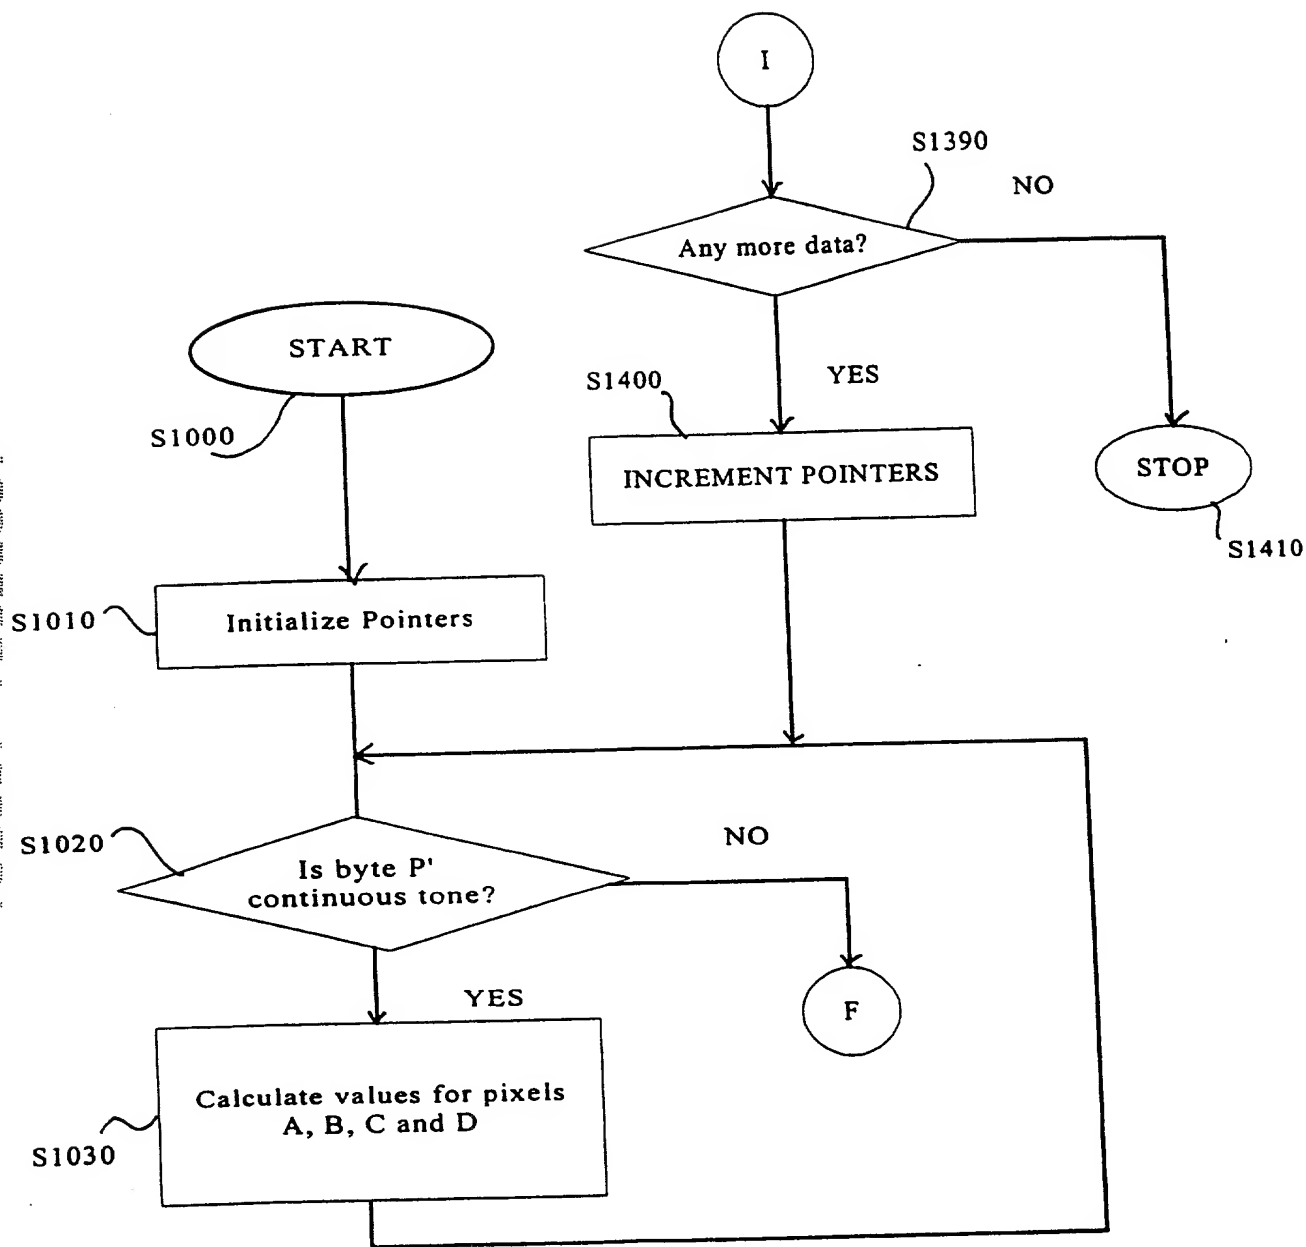 I
S1390
NO
Any more data?
START
S1000
YES
S1400
INCREMENT POINTERS
STOP
S1410
S1010
Initialize Pointers
S1020
Is byte P'
continuous tone?
NO
F
YES
Calculate values for pixels
A, B, C and D
S1030